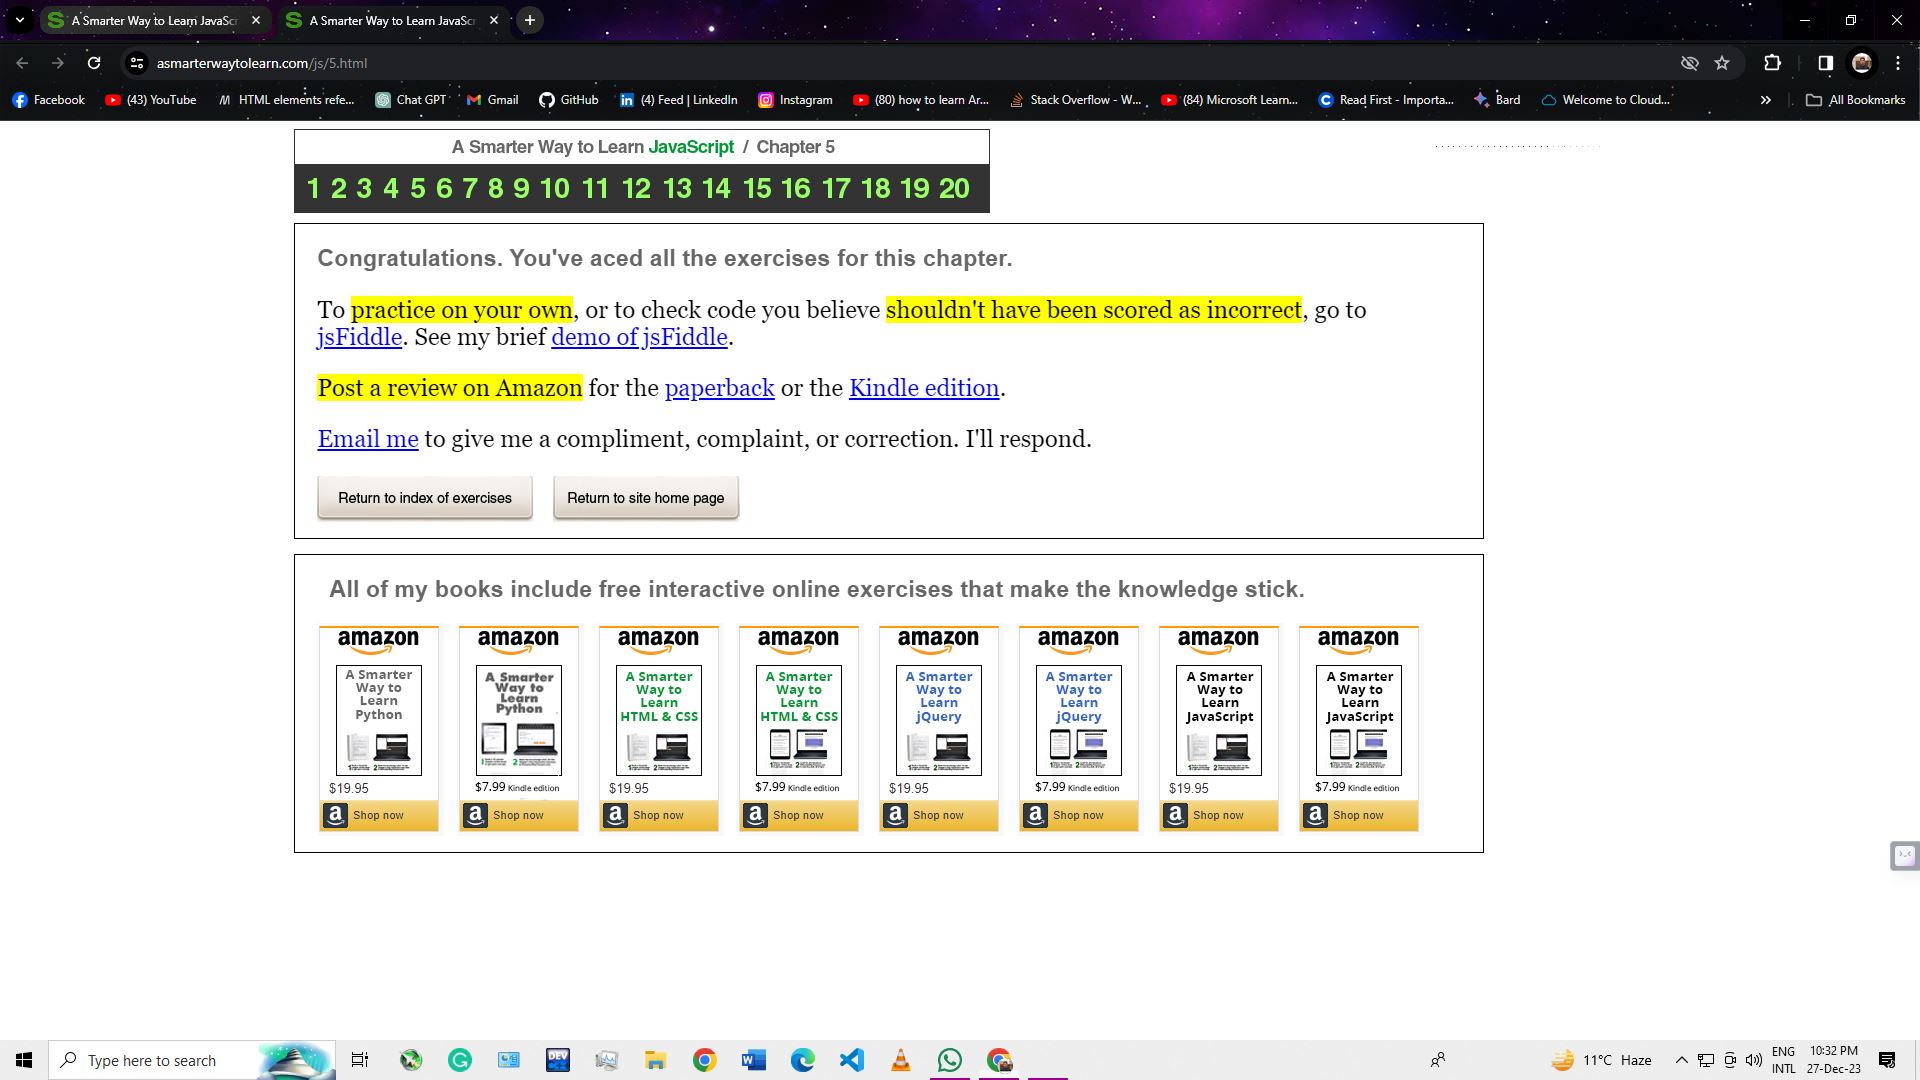 A Smarter Way to Learn JavaSc
A Smarter Way to Learn JavaSc
asmarterwaytolearn.com/js/5.html
Facebook (43) YouTube HTML elements refe... Chat GPT Gmail GitHub (4) Feed | LinkedIn Instagram (80) how to learn Ar... Stack Overflow - W... (84) Microsoft Learn... Read First - Importa... Bard Welcome to Cloud... All Bookmarks
A Smarter Way to Learn JavaScript / Chapter 5
1 2 3 4 5 6 7 8 9 10 11 12 13 14 15 16 17 18 19 20
Congratulations. You've aced all the exercises for this chapter.
To practice on your own, or to check code you believe shouldn't have been scored as incorrect, go to
jsFiddle. See my brief demo of jsFiddle.
Post a review on Amazon for the paperback or the Kindle edition.
Email me to give me a compliment, complaint, or correction. I'll respond.
Return to index of exercises Return to site home page
All of my books include free interactive online exercises that make the knowledge stick.
amazon amazon amazon amazon amazon amazon amazon amazon
A Smarter A Smarter A Smarter A Smarter A Smarter A Smarter A Smarter A Smarter
Way to Way to Way to Way to Way to Way to Way to Way to
Learn Learn Learn Learn Learn Learn Learn Learn
Python Python HTML & CSS HTML & CSS jQuery jQuery JavaScript JavaScript
$19.95 $7.99 Kindle edition $19.95 $7.99 Kindle edition $19.95 $7.99 Kindle edition $19.95 $7.99 Kindle edition
Shop now Shop now Shop now Shop now Shop now Shop now Shop now Shop now
Type here to search
DEV
11°C Haze
ENG
INTL
10:32 PM
27-Dec-23